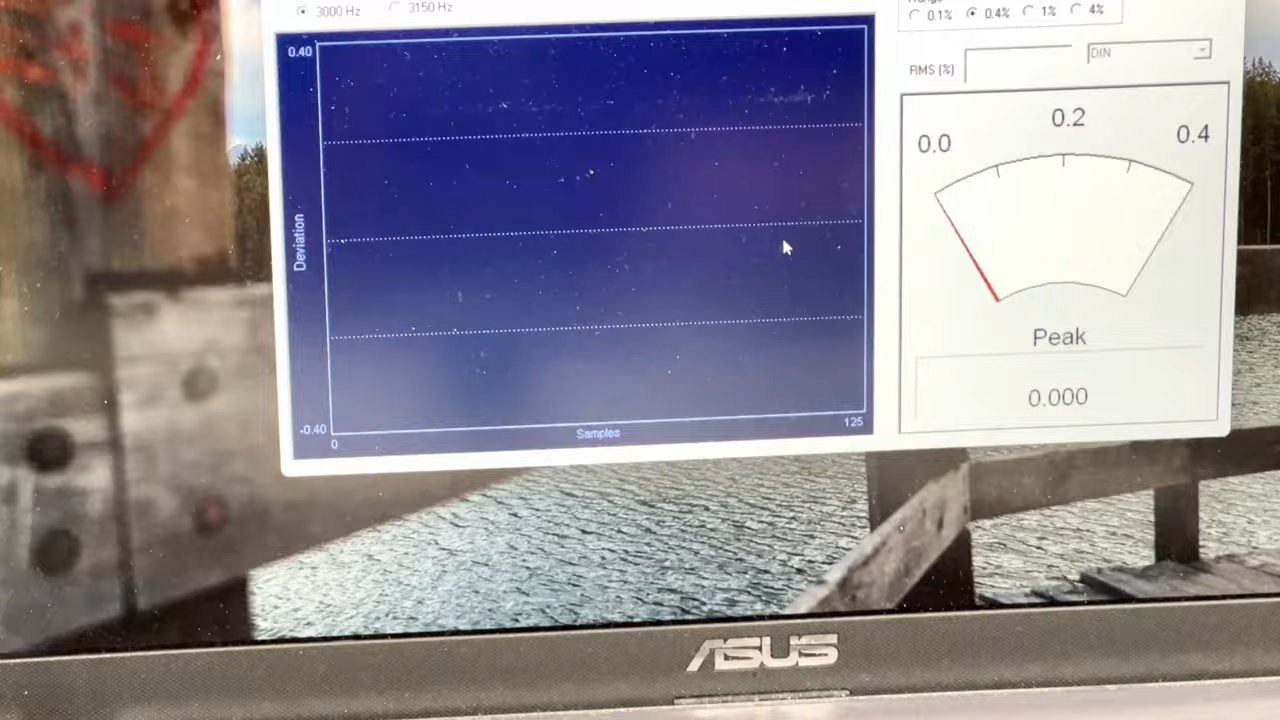 3000 Hz 3150 Hz
0.1% 0.4% 1% 4%
0.40
RMS [%] DIN
0.0 0.2 0.4
Deviation
Peak
0.000
-0.40
0 Samples 125
ASUS